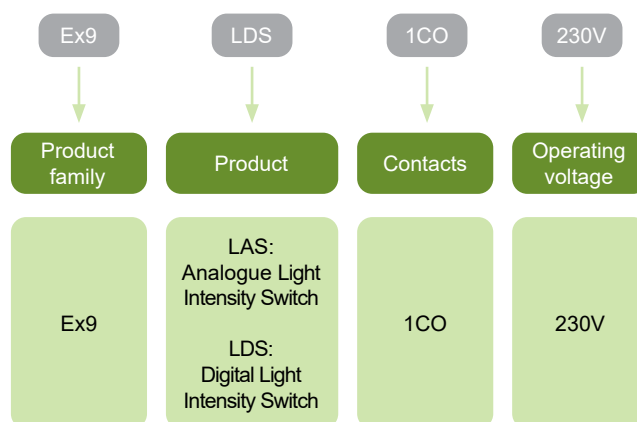 Ex9 LDS 1CO 230V
Product family
Product
Contacts
Operating voltage
Ex9
LAS:
Analogue Light
Intensity Switch
LDS:
Digital Light
Intensity Switch
1CO
230V